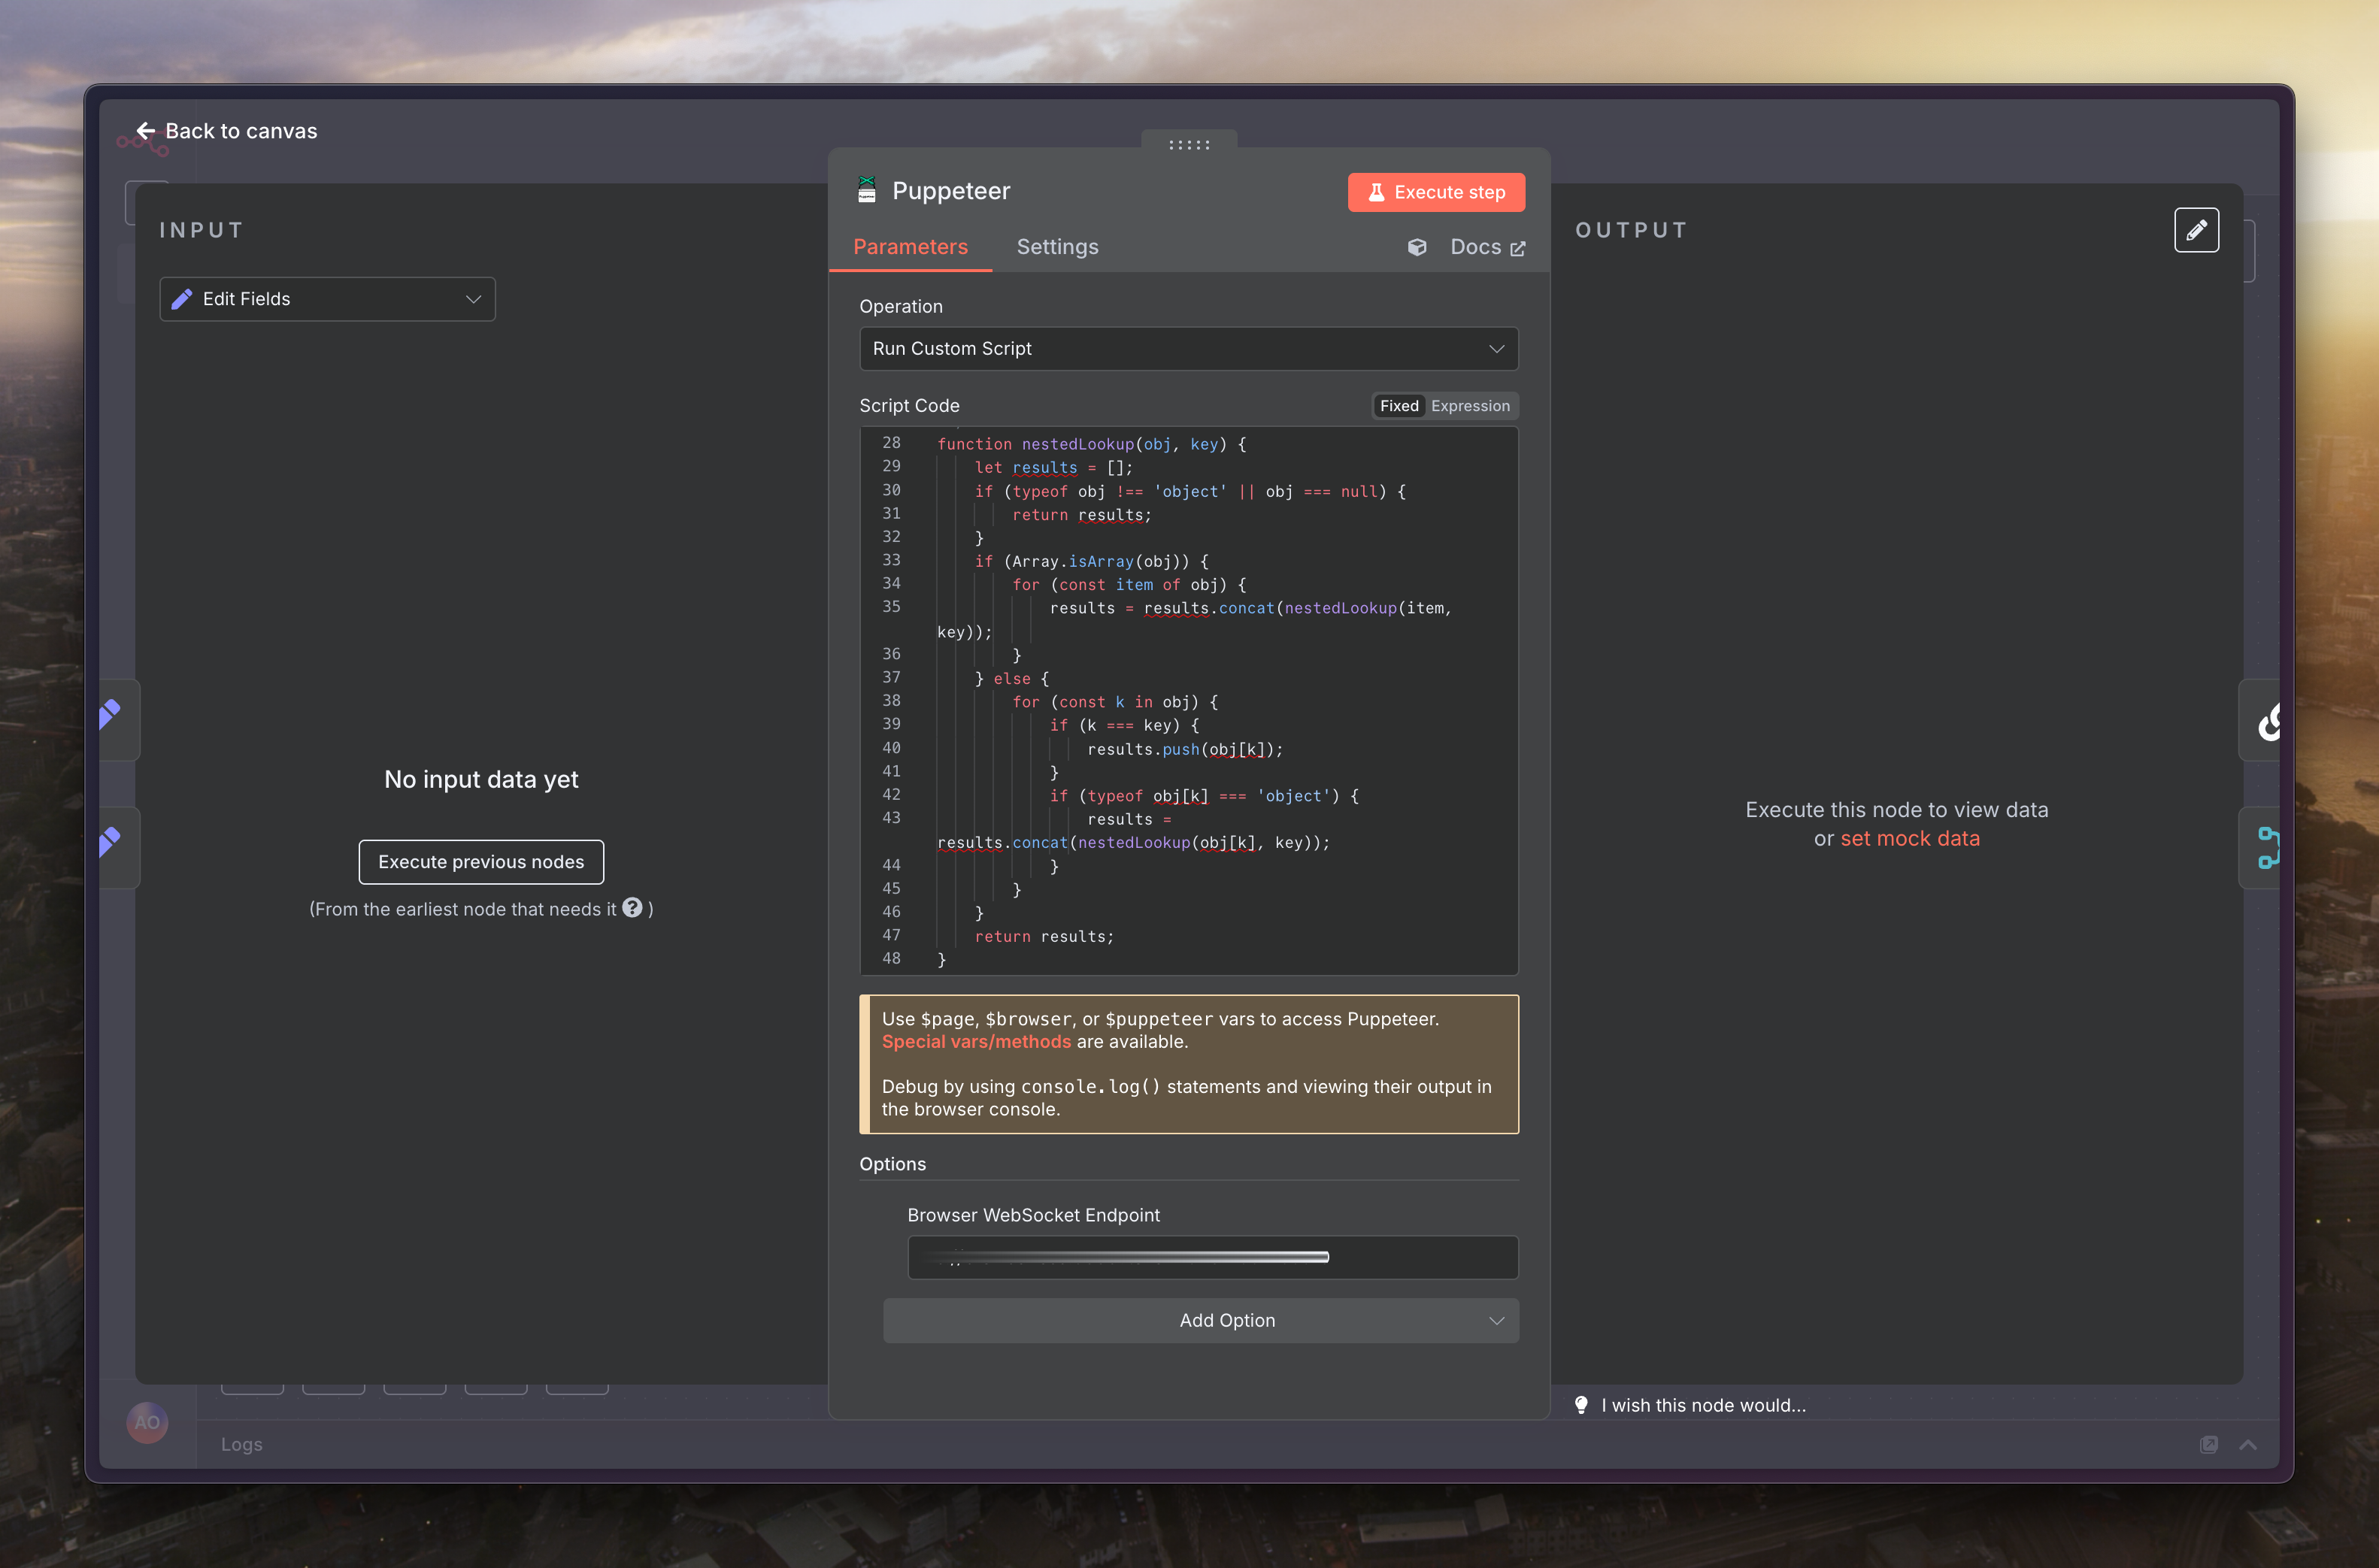 Back to canvas
INPUT
Edit Fields
No input data yet
Execute previous nodes
(From the earliest node that needs it ? )
Puppeteer
Execute step
Parameters
Settings
Docs
Operation
Run Custom Script
Script Code
Fixed Expression
28 function nestedLookup(obj, key) {
29 let results = [];
30 if (typeof obj !== 'object' || obj === null) {
31 return results;
32 }
33 if (Array.isArray(obj)) {
34 for (const item of obj) {
35 results = results.concat(nestedLookup(item,
key));
36 }
37 } else {
38 for (const k in obj) {
39 if (k === key) {
40 results.push(obj[k]);
41 }
42 if (typeof obj[k] === 'object') {
43 results =
results.concat(nestedLookup(obj[k], key));
44 }
45 }
46 }
47 return results;
48 }
Use $page, $browser, or $puppeteer vars to access Puppeteer.
Special vars/methods are available.
Debug by using console.log() statements and viewing their output in
the browser console.
Options
Browser WebSocket Endpoint
Add Option
OUTPUT
Execute this node to view data
or set mock data
I wish this node would...
AO
Logs